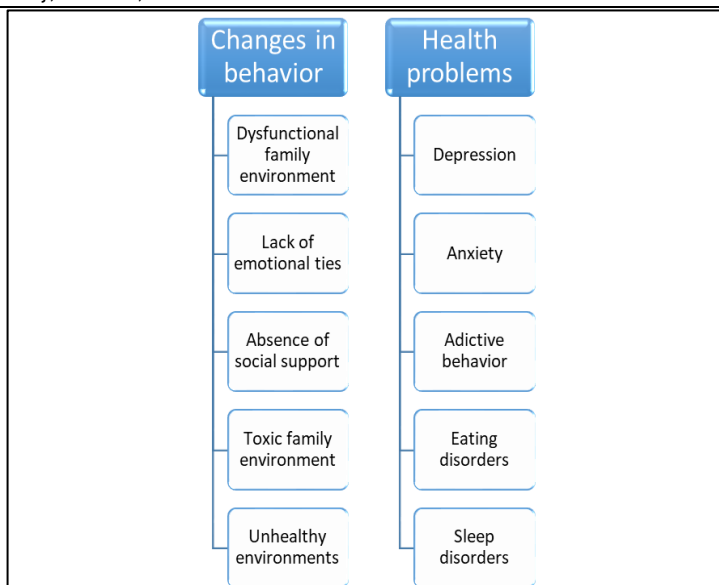 Changes in
behavior
Dysfunctional
family
environment
Lack of
emotional ties
Absence of
social support
Toxic family
environment
Unhealthy
environments
Health
problems
Depression
Anxiety
Adictive
behavior
Eating
disorders
Sleep
disorders